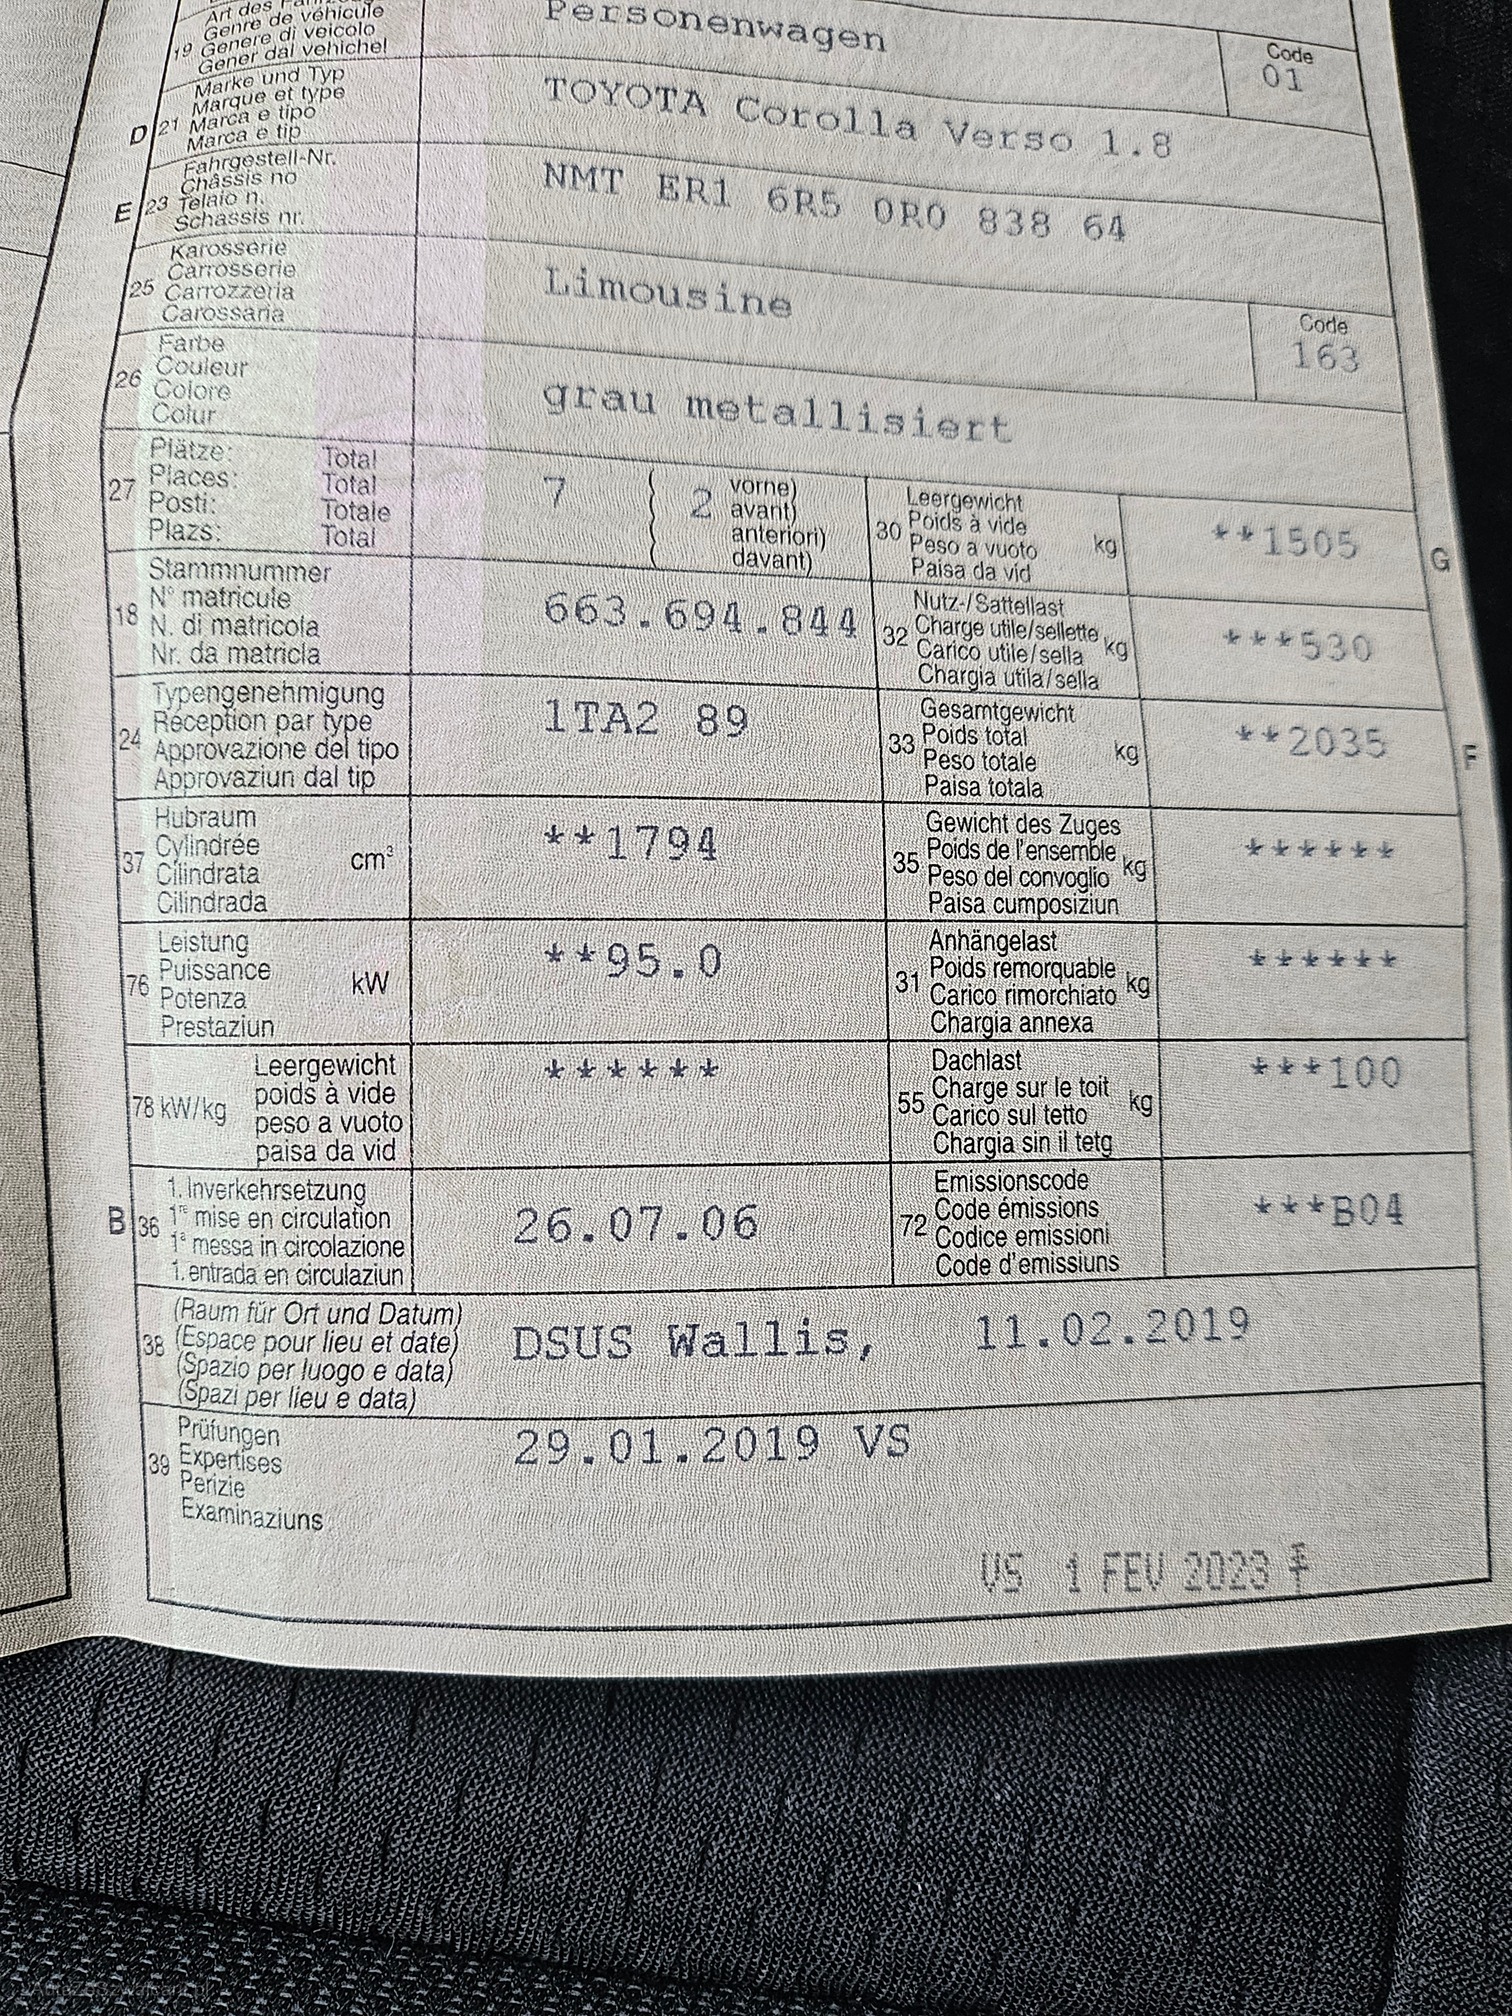 Art des
Genre de véhicule
19 Genere di veicolo
Gener dal vehichel
Personenwagen
Code
01
Marke und Typ
Marque et type
D 21 Marca e tipo
Marca e tip
TOYOTA Corolla Verso 1.8
Fahrgestell-Nr.
Châssis no
E 23 Telaio n.
Schassis nr.
NMT ER1 6R5 0R0 838 64
Karosserie
Carrosserie
25 Carrozzeria
Carossaria
Limousine
Code
163
Farbe
26 Couleur
Colore
Colur
grau metallisiert
Plätze: Total
27 Places: Total
Posti: Totale
Plazs: Total
7 2
vorne)
avant)
anteriori)
davant)
Leergewicht
30 Poids à vide
Peso a vuoto kg
Paisa da vid
**1505
G
Stammnummer
18 N° matricule
N. di matricola
Nr. da matricla
663.694.844
Nutz-/Sattellast
32 Charge utile/sellette
Carico utile/sella kg
Chargia utila/sella
***530
Typengenehmigung
24 Réception par type
Approvazione del tipo
Approvaziun dal tip
1TA2 89
Gesamtgewicht
33 Poids total
Peso totale kg
Paisa totala
**2035
F
Hubraum
37 Cylindrée cm³
Cilindrata
Cilindrada
**1794
Gewicht des Zuges
35 Poids de l'ensemble
Peso del convoglio kg
Paisa cumposiziun
******
Leistung
76 Puissance kW
Potenza
Prestaziun
**95.0
Anhängelast
31 Poids remorquable
Carico rimorchiato kg
Chargia annexa
******
Leergewicht
78 kW/kg poids à vide
peso a vuoto
paisa da vid
******
Dachlast
55 Charge sur le toit
Carico sul tetto kg
Chargia sin il tetg
***100
1. Inverkehrsetzung
B 36 1re mise en circulation
1a messa in circolazione
1. entrada en circulaziun
26.07.06
Emissionscode
72 Code émissions
Codice emissioni
Code d'emissiuns
***B04
(Raum für Ort und Datum)
38 (Espace pour lieu et date)
(Spazio per luogo e data)
(Spazi per lieu e data)
DSUS Wallis, 11.02.2019
Prüfungen
39 Expertises
Perizie
Examinaziuns
29.01.2019 VS
VS 1 FEV 2023